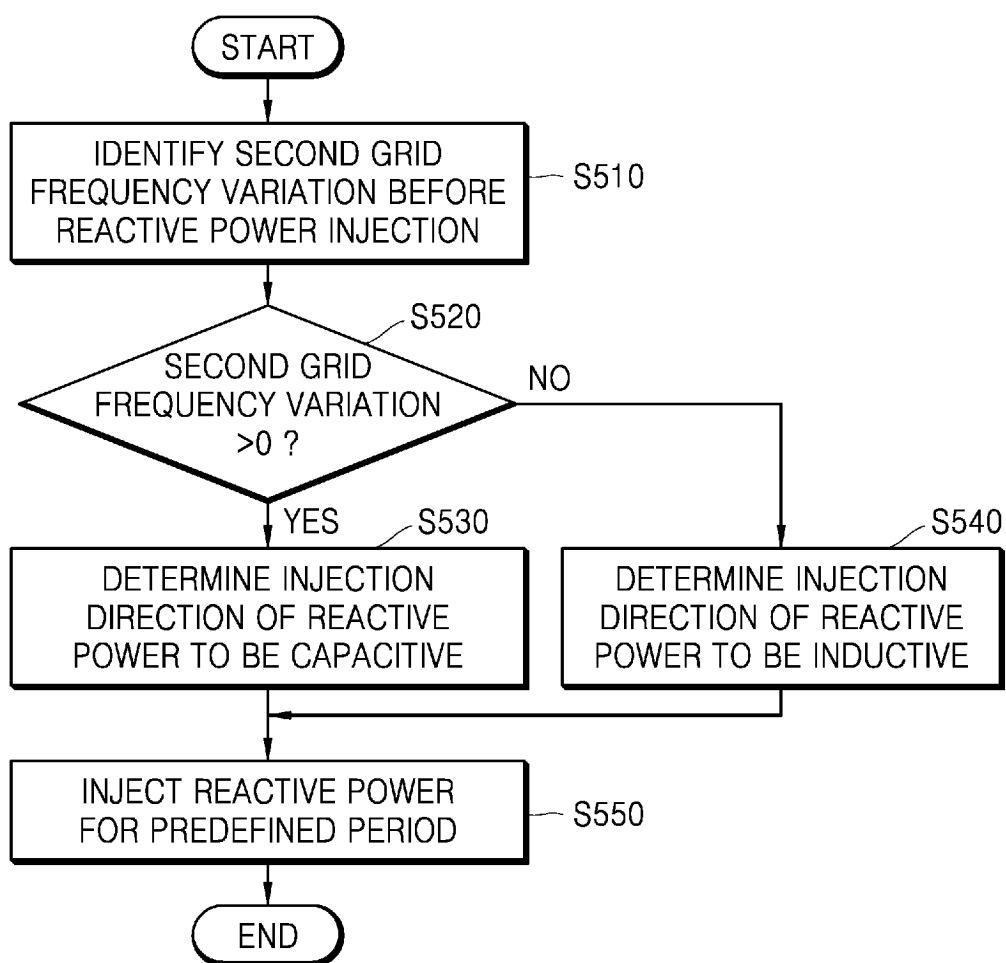 START
IDENTIFY SECOND GRID
FREQUENCY VARIATION BEFORE
REACTIVE POWER INJECTION
S510
S520
SECOND GRID
FREQUENCY VARIATION
>0 ?
NO
YES
S530
DETERMINE INJECTION
DIRECTION OF REACTIVE
POWER TO BE CAPACITIVE
S540
DETERMINE INJECTION
DIRECTION OF REACTIVE
POWER TO BE INDUCTIVE
INJECT REACTIVE POWER
FOR PREDEFINED PERIOD
S550
END